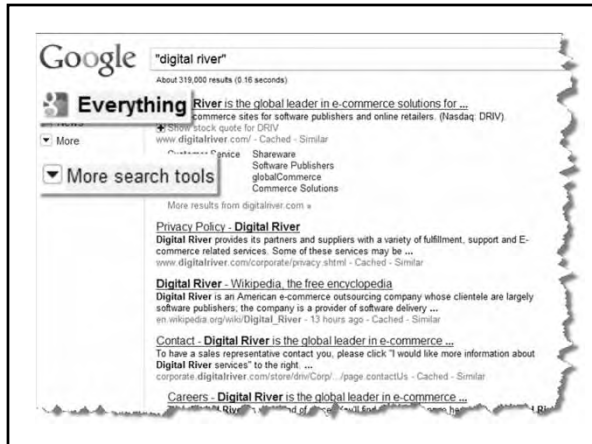 Google
"digital river"
About 319,000 results (0.16 seconds)
Everything
News
More
More search tools
River is the global leader in e-commerce solutions for ...
commerce sites for software publishers and online retailers. (Nasdaq: DRIV).
Show stock quote for DRIV
www.digitalriver.com/ - Cached - Similar
Customer Service Shareware
Software Publishers
globalCommerce
Commerce Solutions
More results from digitalriver.com »
Privacy Policy - Digital River
Digital River provides its partners and suppliers with a variety of fulfillment, support and E-
commerce related services. Some of these services may be ...
www.digitalriver.com/corporate/privacy.shtml - Cached - Similar
Digital River - Wikipedia, the free encyclopedia
Digital River is an American e-commerce outsourcing company whose clientele are largely
software publishers; the company is a provider of software delivery ...
en.wikipedia.org/wiki/Digital_River - 13 hours ago - Cached - Similar
Contact - Digital River is the global leader in e-commerce ...
To have a sales representative contact you, please click "I would like more information about
Digital River services" to the right. ...
corporate.digitalriver.com/store/driv/Corp/.../page.contactUs - Cached - Similar
Careers - Digital River is the global leader in e-commerce ...